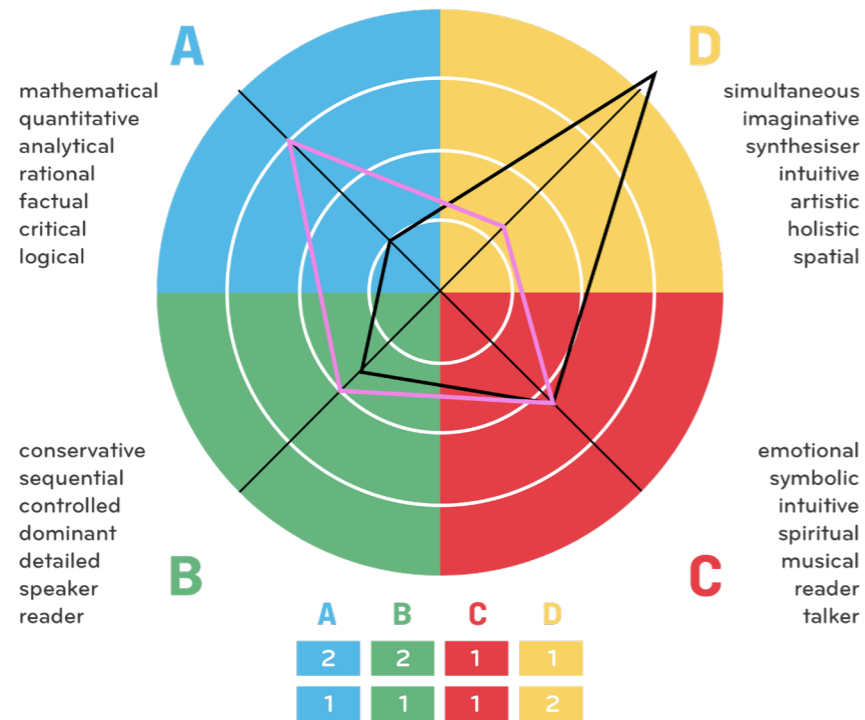 A
mathematical
quantitative
analytical
rational
factual
critical
logical
D
simultaneous
imaginative
synthesiser
intuitive
artistic
holistic
spatial
conservative
sequential
controlled
dominant
detailed
speaker
reader
B
emotional
symbolic
intuitive
spiritual
musical
reader
talker
C
A B C D
2 2 1 1
1 1 1 2